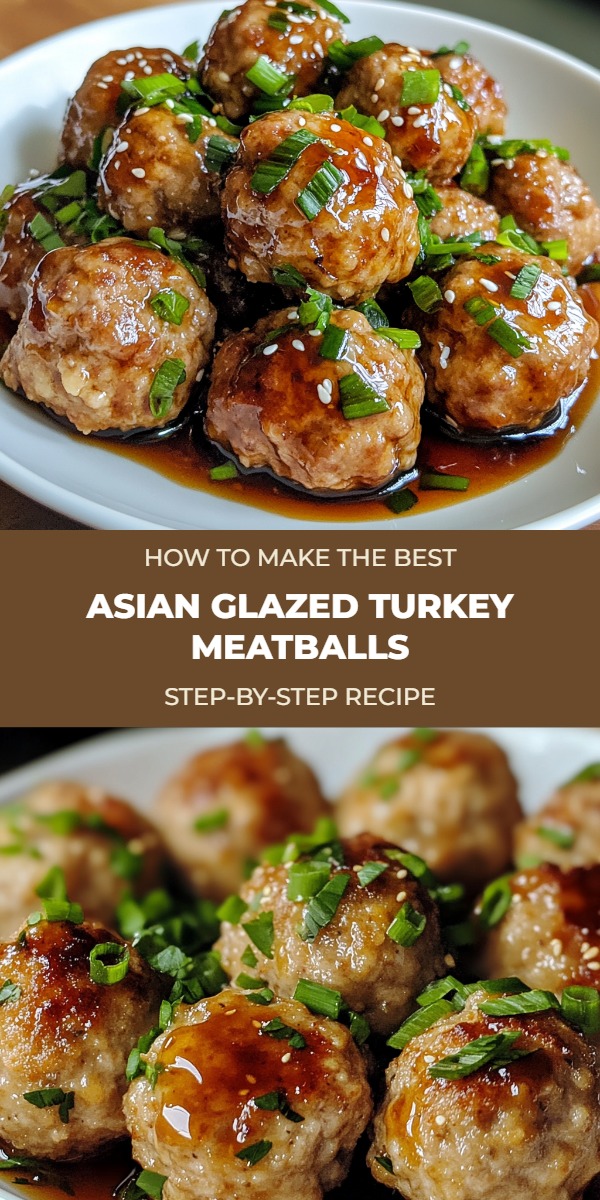 HOW TO MAKE THE BEST
ASIAN GLAZED TURKEY
MEATBALLS
STEP-BY-STEP RECIPE